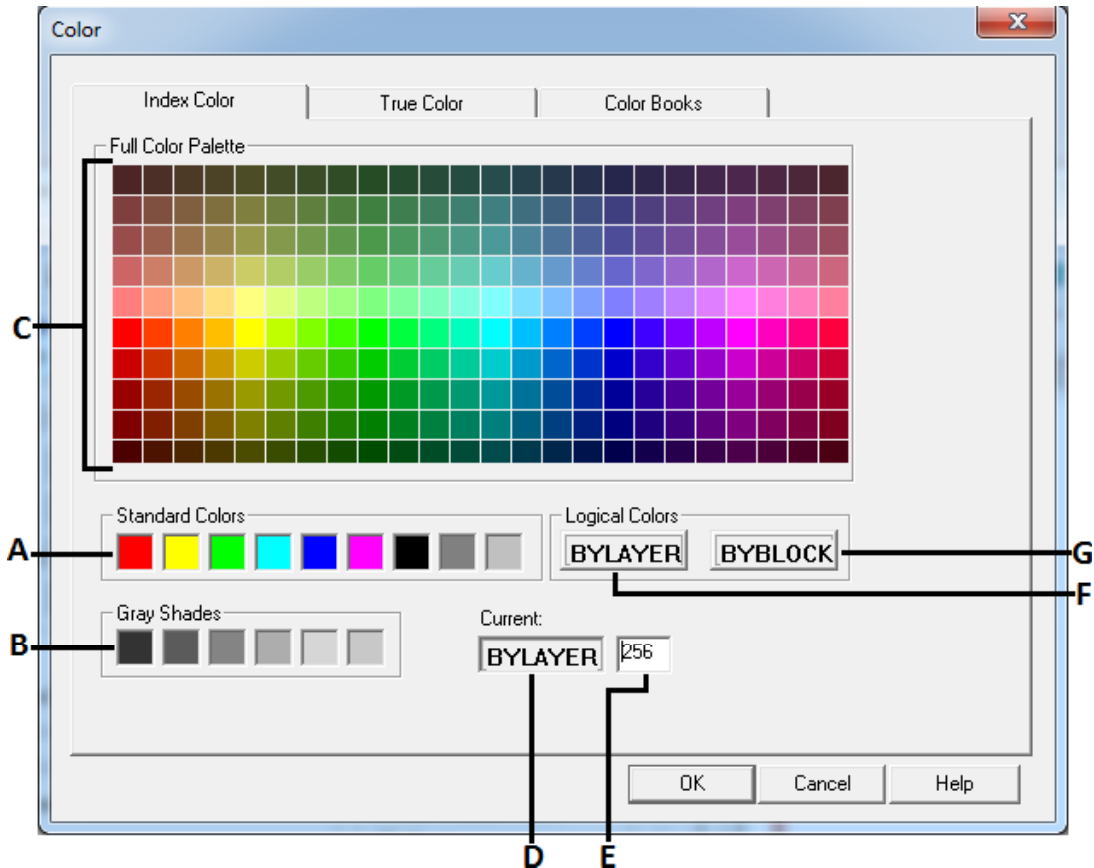 Color
Index Color
True Color
Color Books
Full Color Palette
C
Standard Colors
Logical Colors
A
BYLAYER
BYBLOCK
G
F
Gray Shades
Current:
B
BYLAYER
256
OK
Cancel
Help
D
E